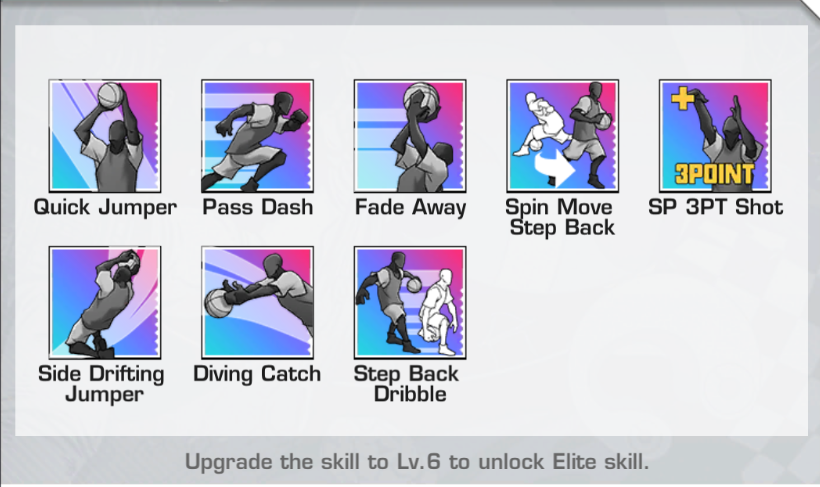 Quick Jumper
Pass Dash
Fade Away
Spin Move
Step Back
+
3POINT
SP 3PT Shot
Side Drifting
Jumper
Diving Catch
Step Back
Dribble
Upgrade the skill to Lv.6 to unlock Elite skill.